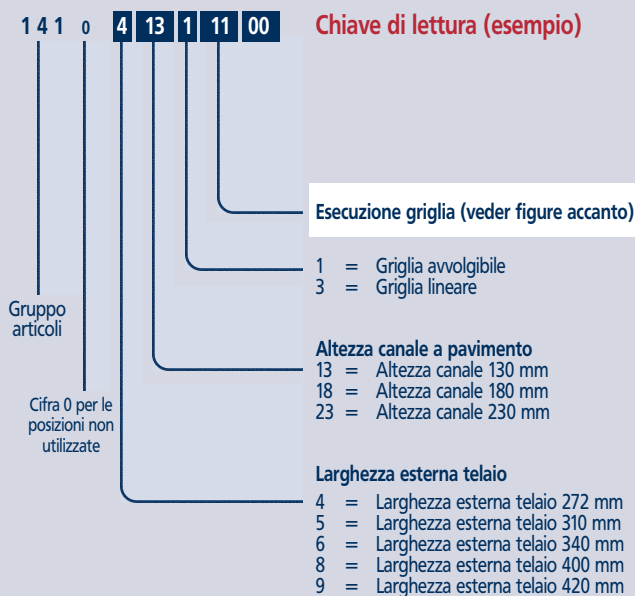 141 0 4 13 1 11 00
Chiave di lettura (esempio)
Esecuzione griglia (veder figure accanto)
1 = Griglia avvolgibile
3 = Griglia lineare
Gruppo
articoli
Altezza canale a pavimento
13 = Altezza canale 130 mm
18 = Altezza canale 180 mm
23 = Altezza canale 230 mm
Cifra 0 per le
posizioni non
utilizzate
Larghezza esterna telaio
4 = Larghezza esterna telaio 272 mm
5 = Larghezza esterna telaio 310 mm
6 = Larghezza esterna telaio 340 mm
8 = Larghezza esterna telaio 400 mm
9 = Larghezza esterna telaio 420 mm